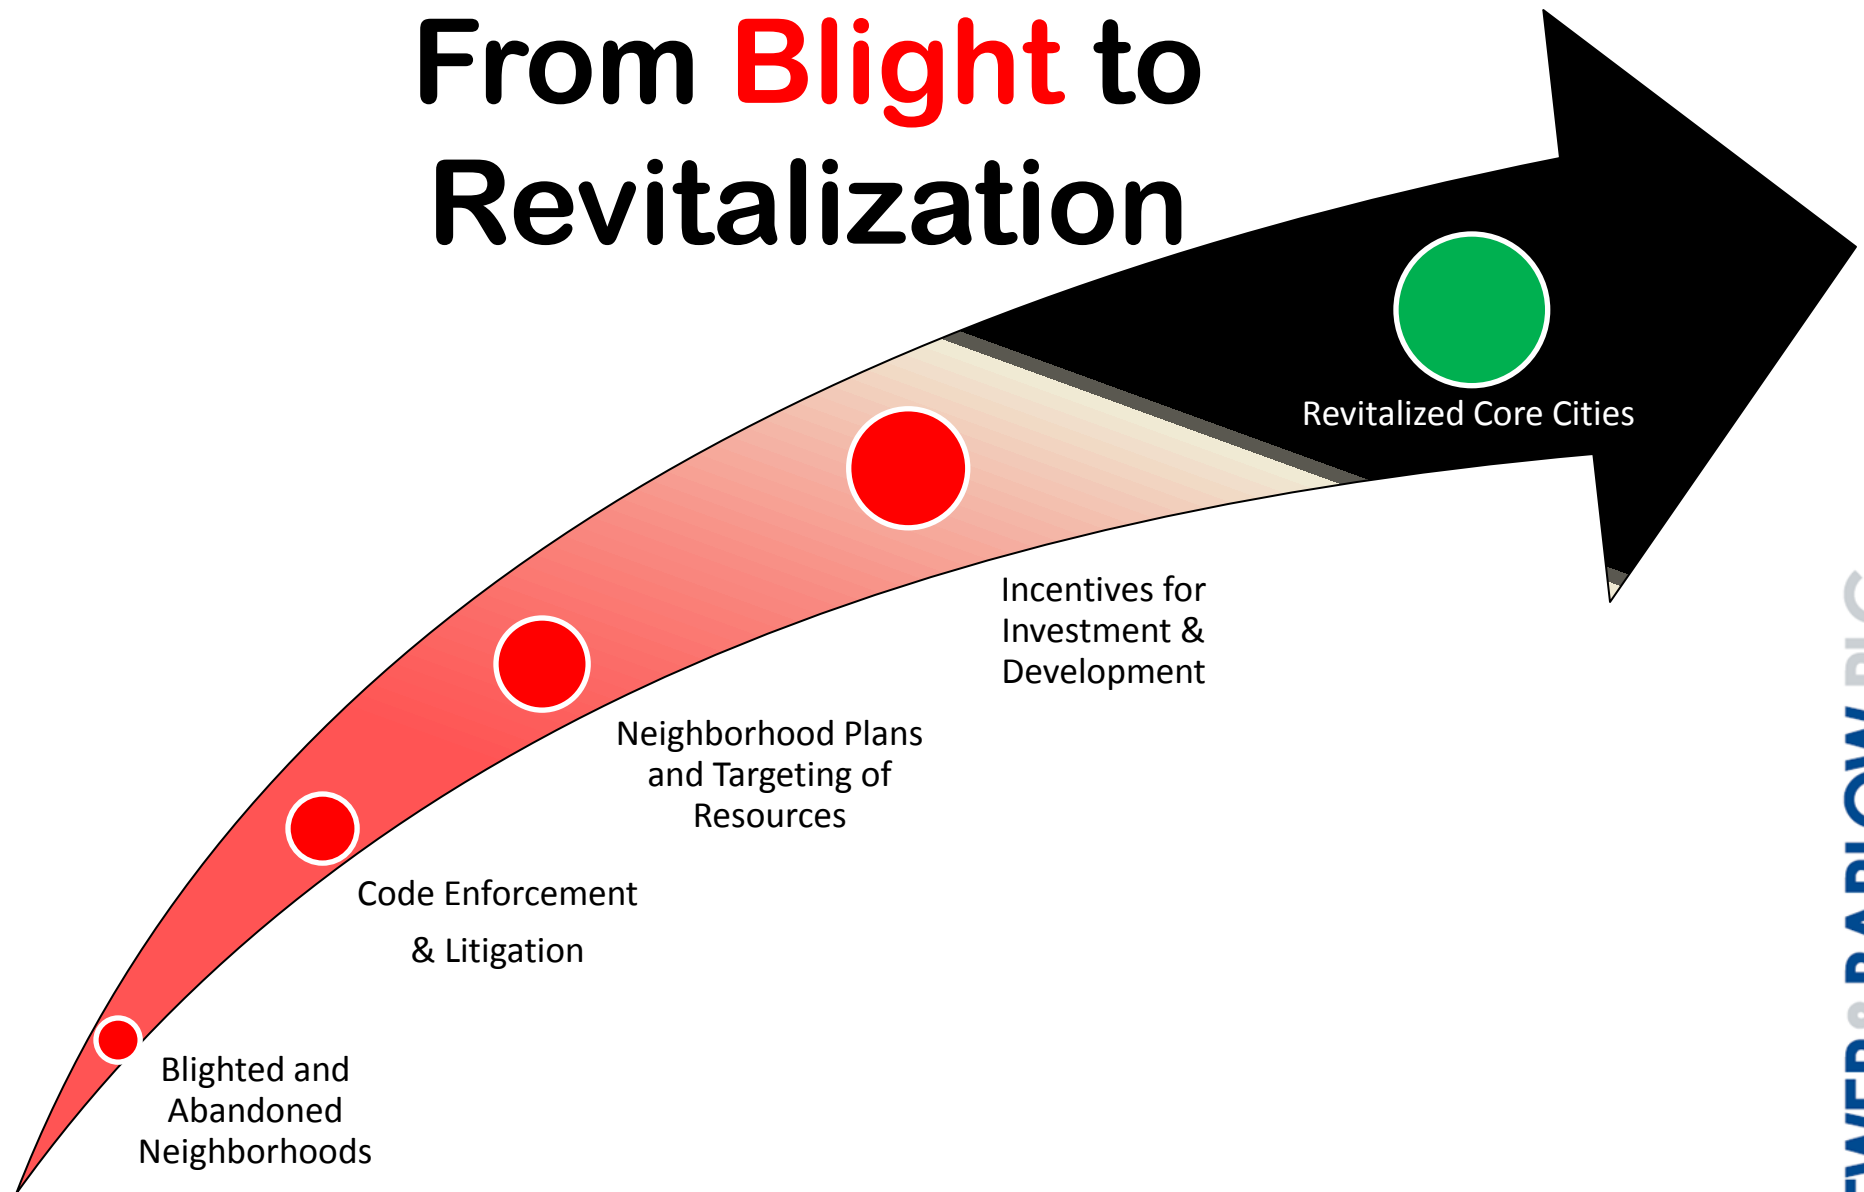 From Blight to
Revitalization
Revitalized Core Cities
Incentives for
Investment &
Development
Neighborhood Plans
and Targeting of
Resources
Code Enforcement
& Litigation
Blighted and
Abandoned
Neighborhoods